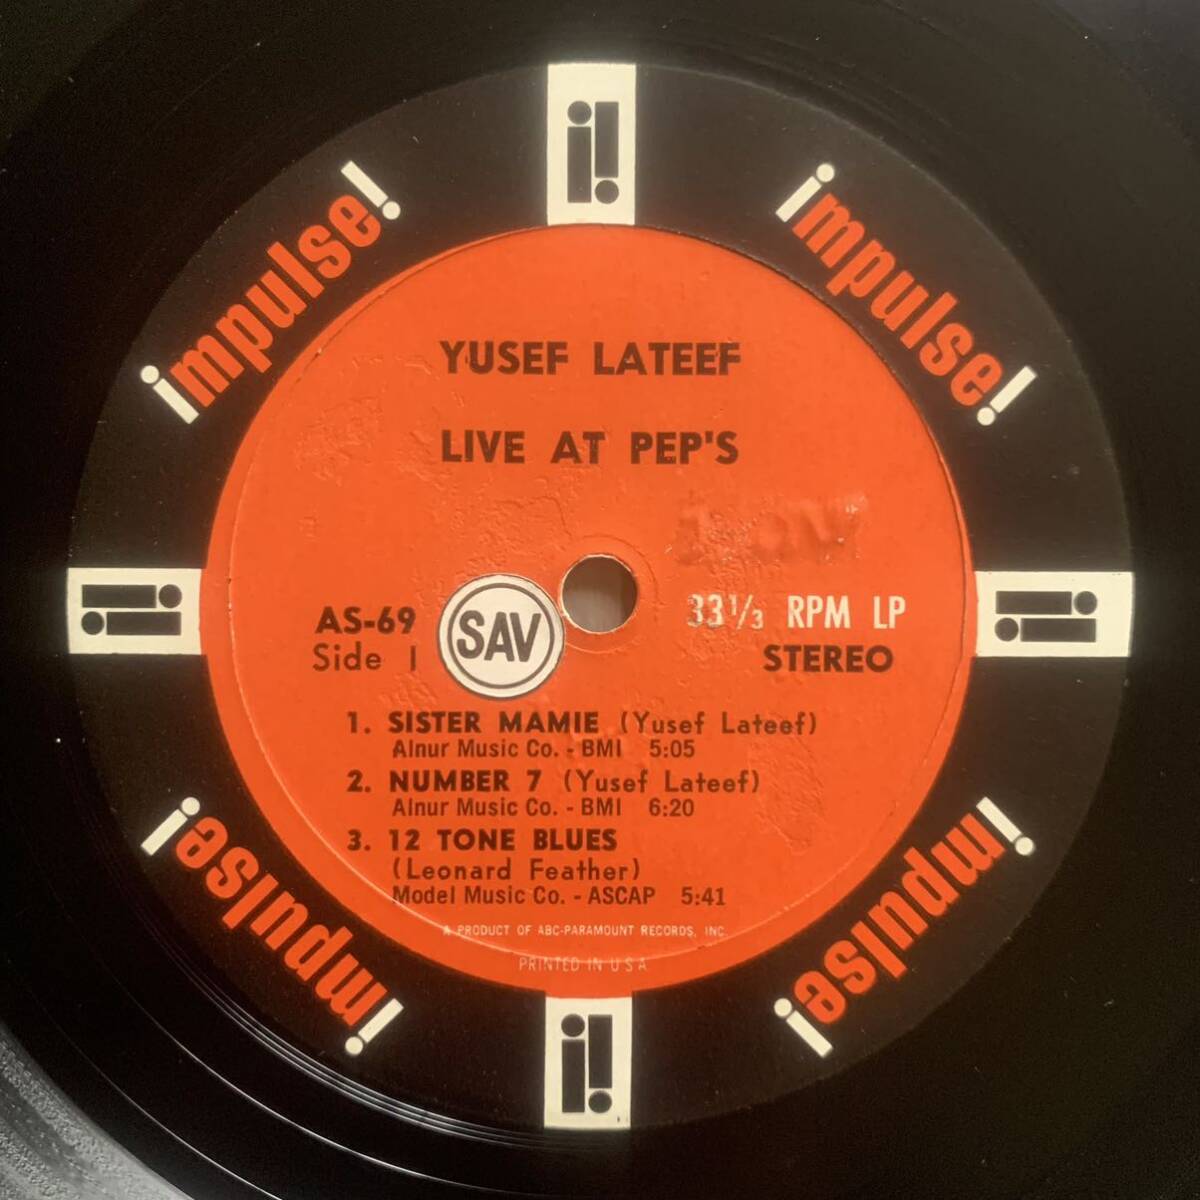 i!
impulse!
impulse!
YUSEF LATEEF
LIVE AT PEP'S
i!
AS-69
Side 1
SAV
33 1/3 RPM LP
STEREO
i!
1. SISTER MAMIE (Yusef Lateef)
Alnur Music Co. - BMI 5:05
2. NUMBER 7 (Yusef Lateef)
Alnur Music Co. - BMI 6:20
3. 12 TONE BLUES
(Leonard Feather)
Model Music Co. - ASCAP 5:41
A PRODUCT OF ABC-PARAMOUNT RECORDS, INC.
PRINTED IN U S A
impulse!
impulse!
i!